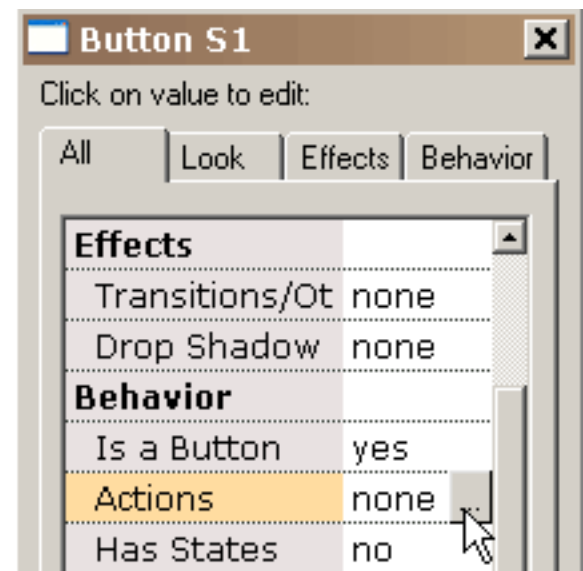 Button S1
Click on value to edit:
All Look Effects Behavior
Effects
Transitions/Ot none
Drop Shadow none
Behavior
Is a Button yes
Actions none ...
Has States no